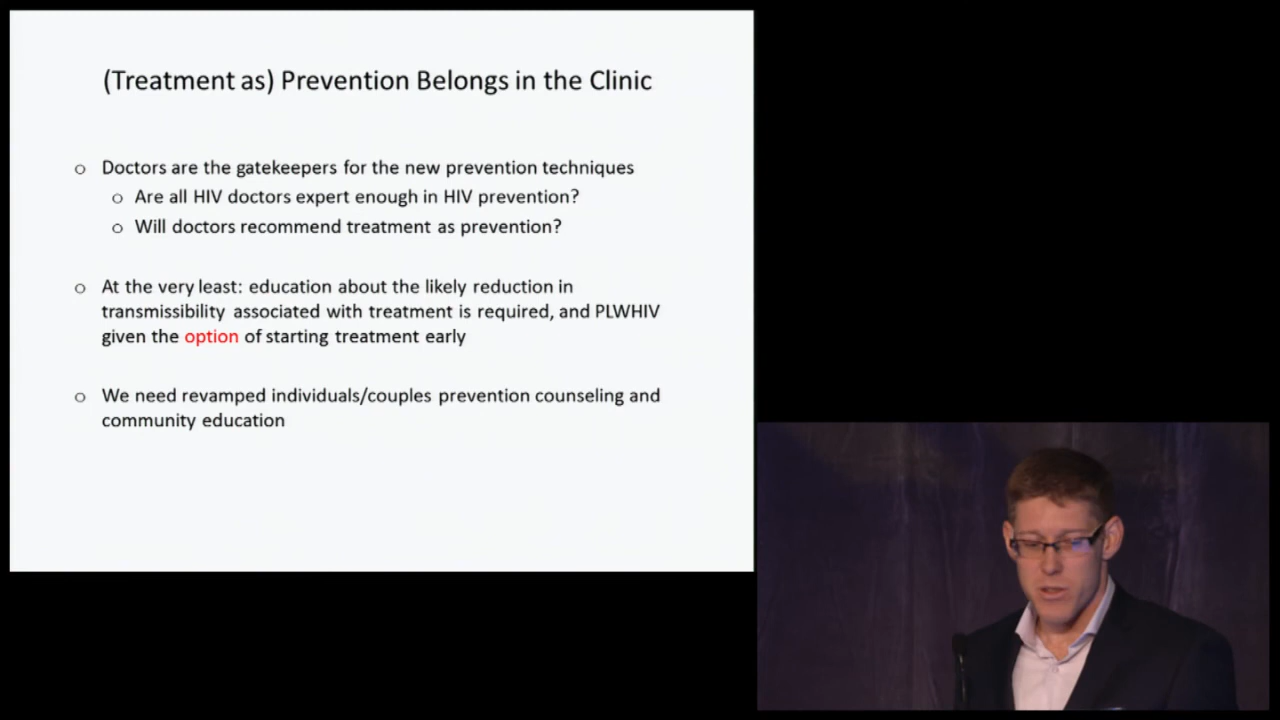 (Treatment as) Prevention Belongs in the Clinic
o Doctors are the gatekeepers for the new prevention techniques
o Are all HIV doctors expert enough in HIV prevention?
o Will doctors recommend treatment as prevention?
o At the very least: education about the likely reduction in
transmissibility associated with treatment is required, and PLWHIV
given the option of starting treatment early
o We need revamped individuals/couples prevention counseling and
community education